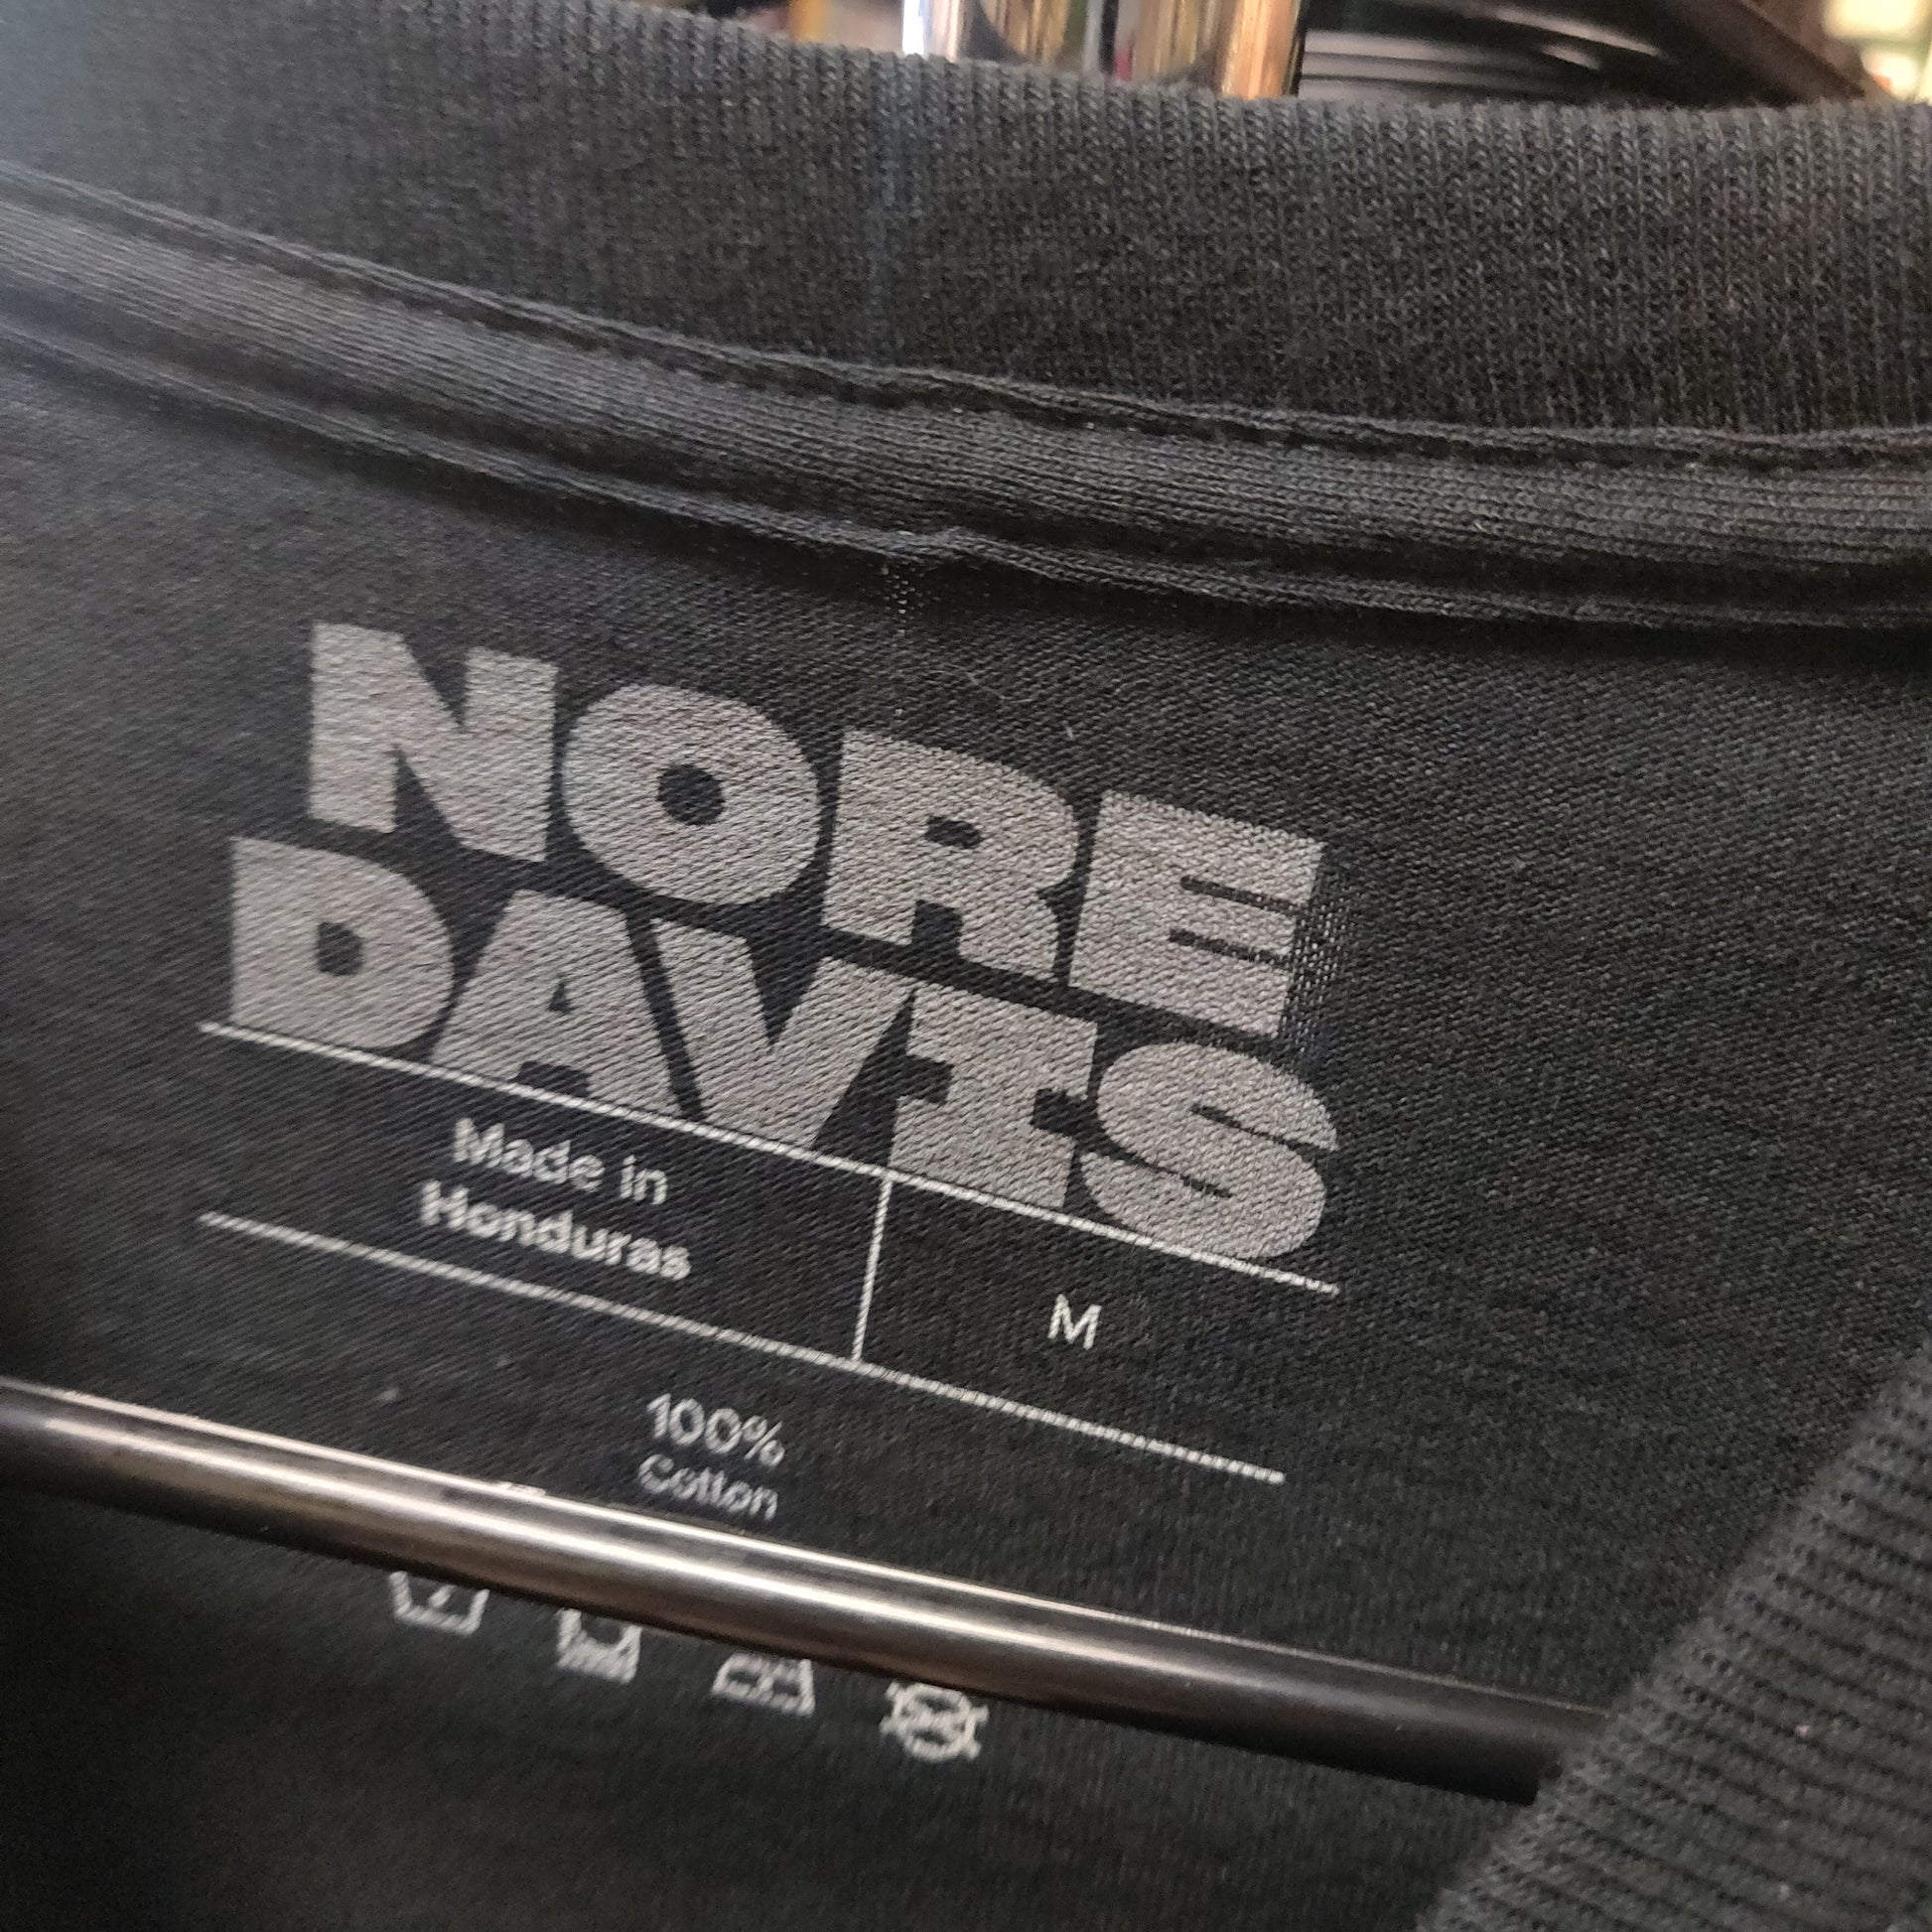 NORE
DAVIS
Made in
Honduras
M
100%
Cotton